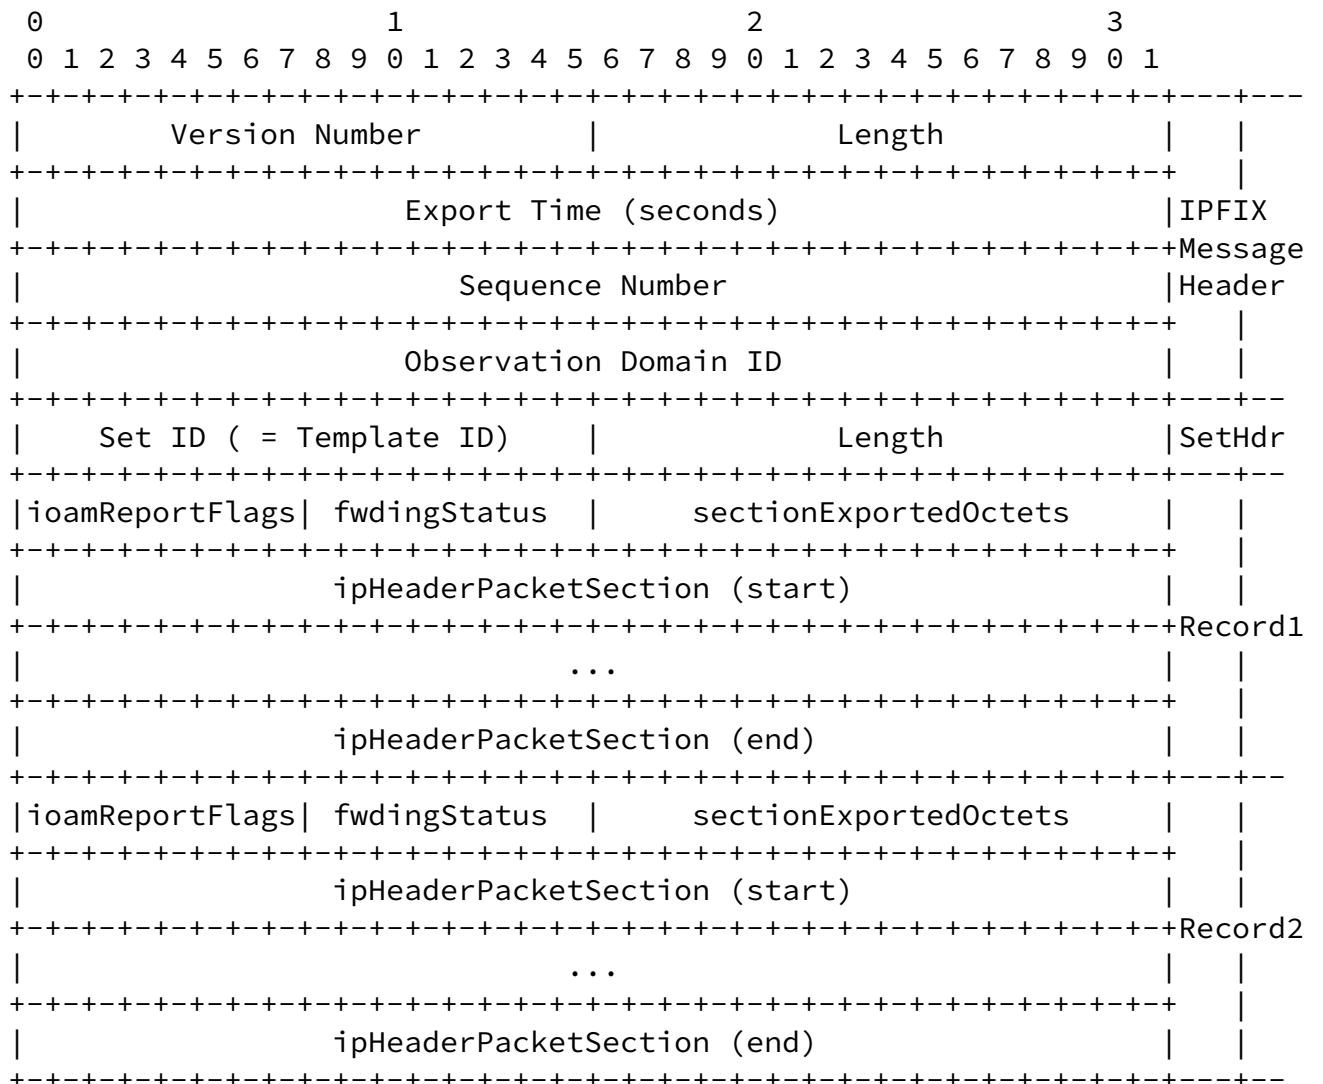 0                   1                   2                   3
 0 1 2 3 4 5 6 7 8 9 0 1 2 3 4 5 6 7 8 9 0 1 2 3 4 5 6 7 8 9 0 1
+-+-+-+-+-+-+-+-+-+-+-+-+-+-+-+-+-+-+-+-+-+-+-+-+-+-+-+-+-+-+-+-+---+---
|        Version Number         |             Length            |   |
+-+-+-+-+-+-+-+-+-+-+-+-+-+-+-+-+-+-+-+-+-+-+-+-+-+-+-+-+-+-+-+-+   |
|                     Export Time (seconds)                     |IPFIX
+-+-+-+-+-+-+-+-+-+-+-+-+-+-+-+-+-+-+-+-+-+-+-+-+-+-+-+-+-+-+-+-+Message
|                        Sequence Number                        |Header
+-+-+-+-+-+-+-+-+-+-+-+-+-+-+-+-+-+-+-+-+-+-+-+-+-+-+-+-+-+-+-+-+   |
|                     Observation Domain ID                     |   |
+-+-+-+-+-+-+-+-+-+-+-+-+-+-+-+-+-+-+-+-+-+-+-+-+-+-+-+-+-+-+-+-+---+--
|    Set ID ( = Template ID)    |             Length            |SetHdr
+-+-+-+-+-+-+-+-+-+-+-+-+-+-+-+-+-+-+-+-+-+-+-+-+-+-+-+-+-+-+-+-+---+--
|ioamReportFlags| fwdingStatus  |     sectionExportedOctets     |   |
+-+-+-+-+-+-+-+-+-+-+-+-+-+-+-+-+-+-+-+-+-+-+-+-+-+-+-+-+-+-+-+-+   |
|                 ipHeaderPacketSection (start)                 |   |
+-+-+-+-+-+-+-+-+-+-+-+-+-+-+-+-+-+-+-+-+-+-+-+-+-+-+-+-+-+-+-+-+Record1
|                              ...                              |   |
+-+-+-+-+-+-+-+-+-+-+-+-+-+-+-+-+-+-+-+-+-+-+-+-+-+-+-+-+-+-+-+-+   |
|                 ipHeaderPacketSection (end)                   |   |
+-+-+-+-+-+-+-+-+-+-+-+-+-+-+-+-+-+-+-+-+-+-+-+-+-+-+-+-+-+-+-+-+---+--
|ioamReportFlags| fwdingStatus  |     sectionExportedOctets     |   |
+-+-+-+-+-+-+-+-+-+-+-+-+-+-+-+-+-+-+-+-+-+-+-+-+-+-+-+-+-+-+-+-+   |
|                 ipHeaderPacketSection (start)                 |   |
+-+-+-+-+-+-+-+-+-+-+-+-+-+-+-+-+-+-+-+-+-+-+-+-+-+-+-+-+-+-+-+-+Record2
|                              ...                              |   |
+-+-+-+-+-+-+-+-+-+-+-+-+-+-+-+-+-+-+-+-+-+-+-+-+-+-+-+-+-+-+-+-+   |
|                 ipHeaderPacketSection (end)                   |   |
+-+-+-+-+-+-+-+-+-+-+-+-+-+-+-+-+-+-+-+-+-+-+-+-+-+-+-+-+-+-+-+-+---+--